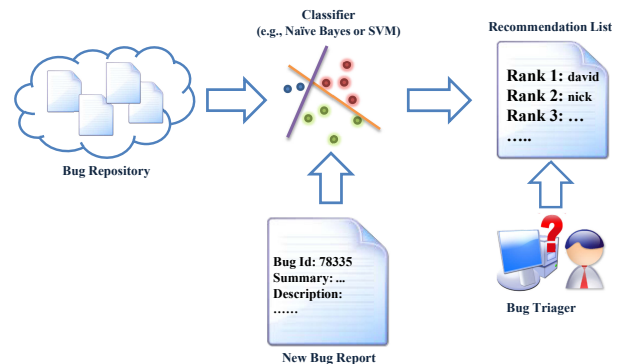 Classifier
(e.g., Naïve Bayes or SVM)
Recommendation List
Rank 1: david
Rank 2: nick
Rank 3: ...
.....
Bug Repository
Bug Id: 78335
Summary: ...
Description:
......
Bug Triager
New Bug Report